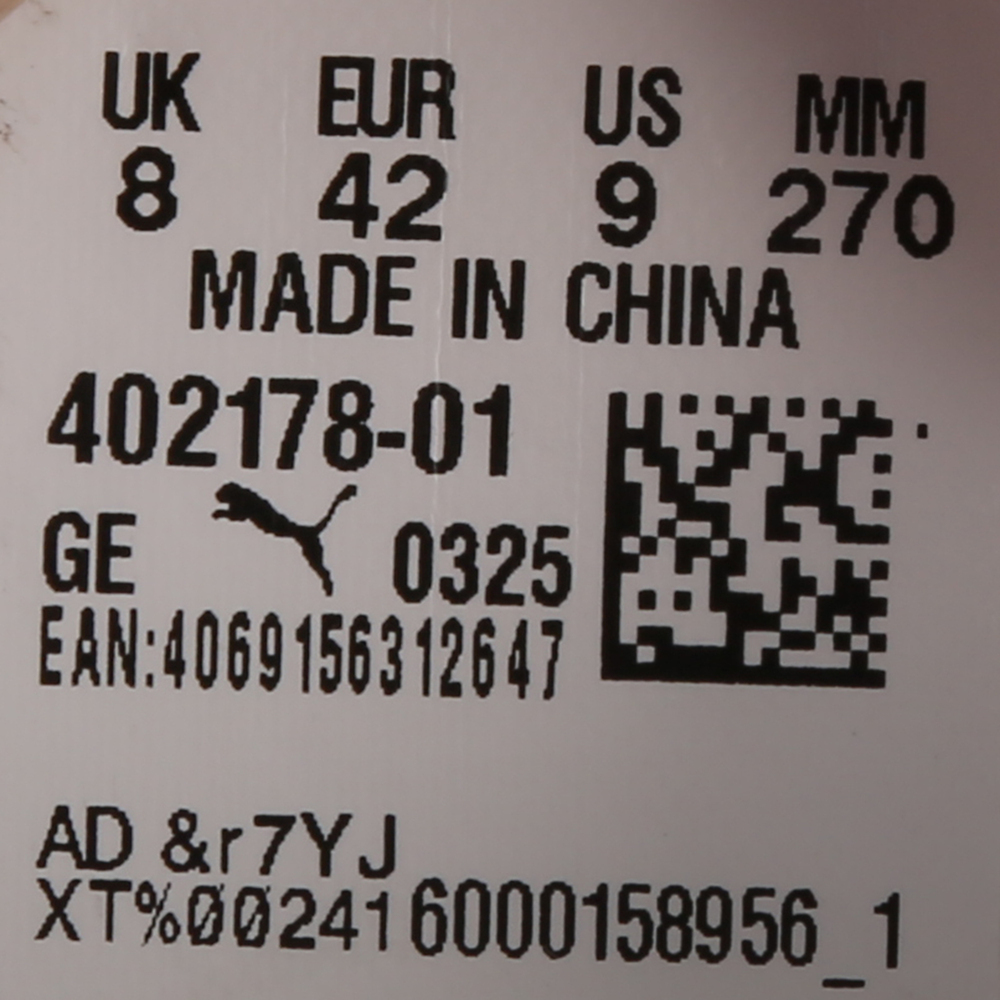 UK EUR US MM
8 42 9 270
MADE IN CHINA
402178-01
GE 0325
EAN:4069156312647
AD &r7YJ
XT%002416000158956_1